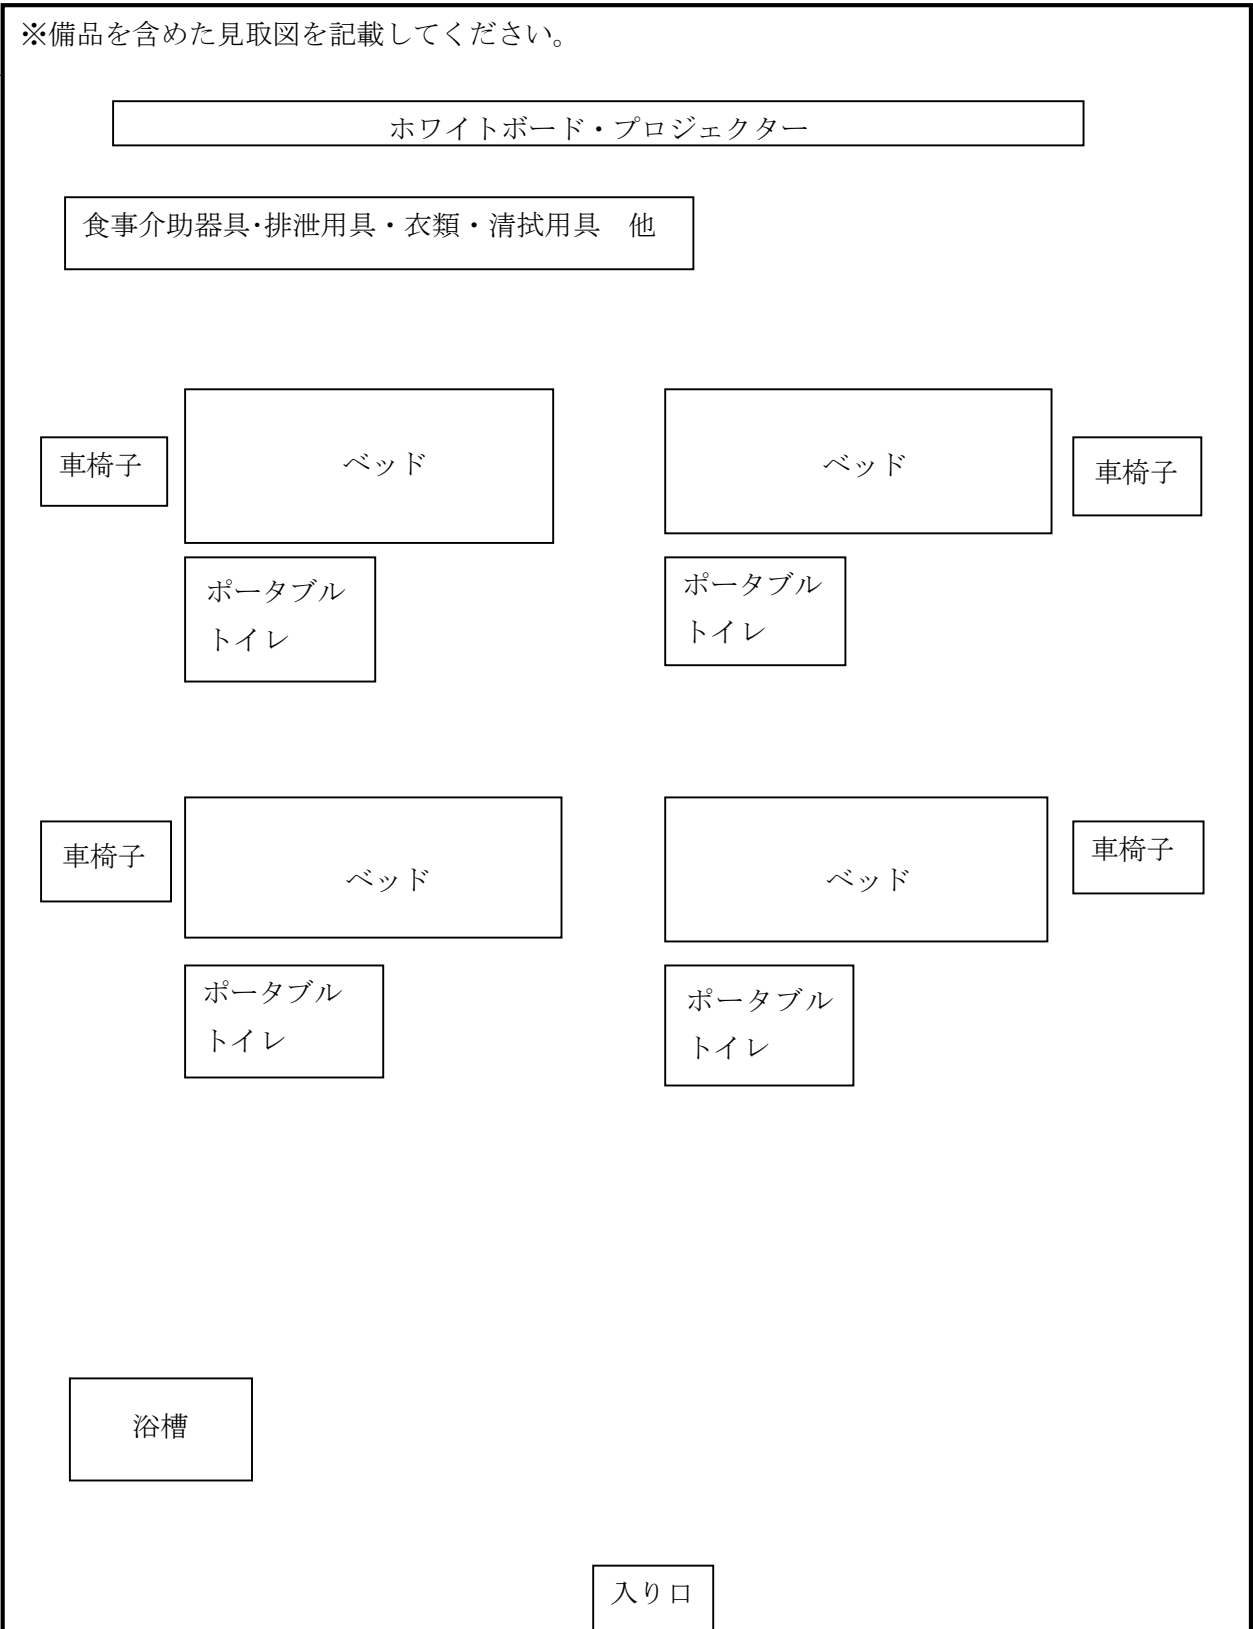 ※備品を含めた見取図を記載してください。
ホワイトボード・プロジェクター
食事介助器具･排泄用具・衣類・清拭用具　他
車椅子
ベッド
ベッド
車椅子
ポータブル
トイレ
ポータブル
トイレ
車椅子
ベッド
ベッド
車椅子
ポータブル
トイレ
ポータブル
トイレ
浴槽
入り口